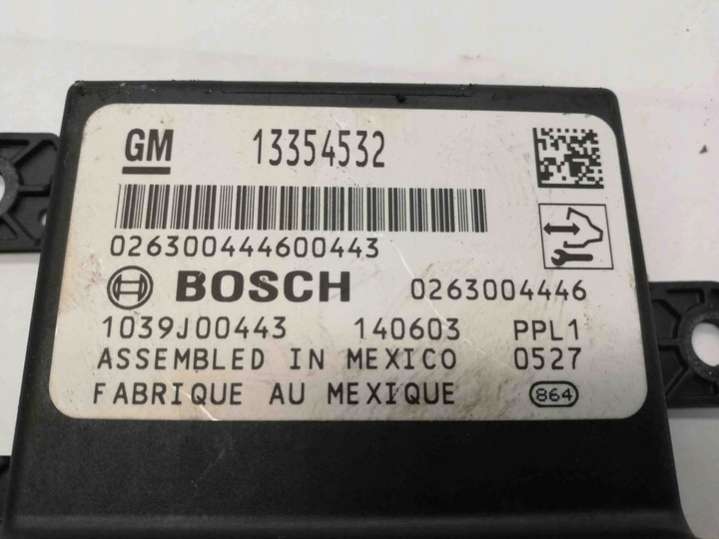 GM 13354532
026300444600443
BOSCH 0263004446
1039J00443 140603 PPL1
ASSEMBLED IN MEXICO 0527
FABRIQUE AU MEXIQUE 864